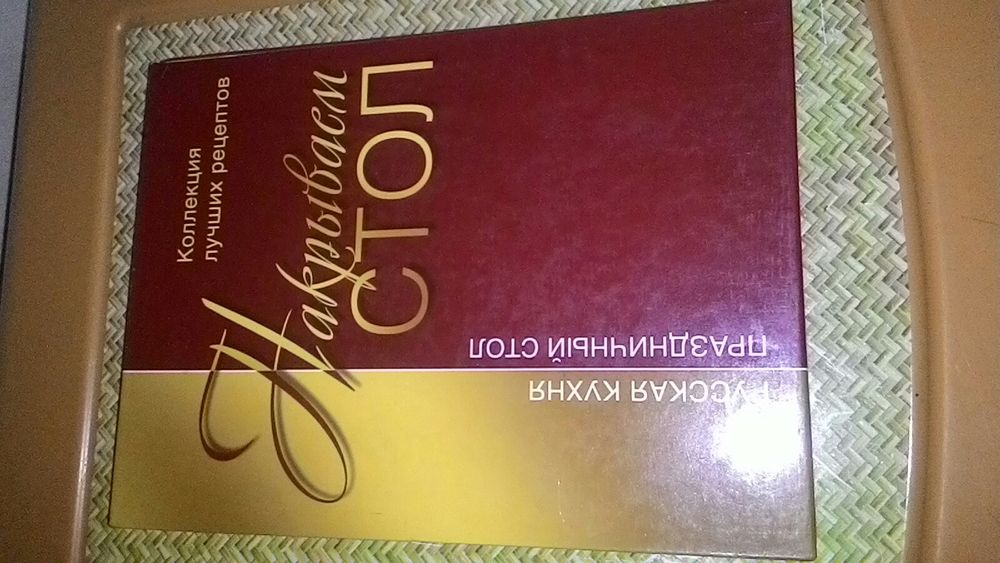 Коллекция
лучших рецептов
Накрываем
СТОЛ
ПРАЗДНИЧНЫЙ СТОЛ
РУССКАЯ КУХНЯ